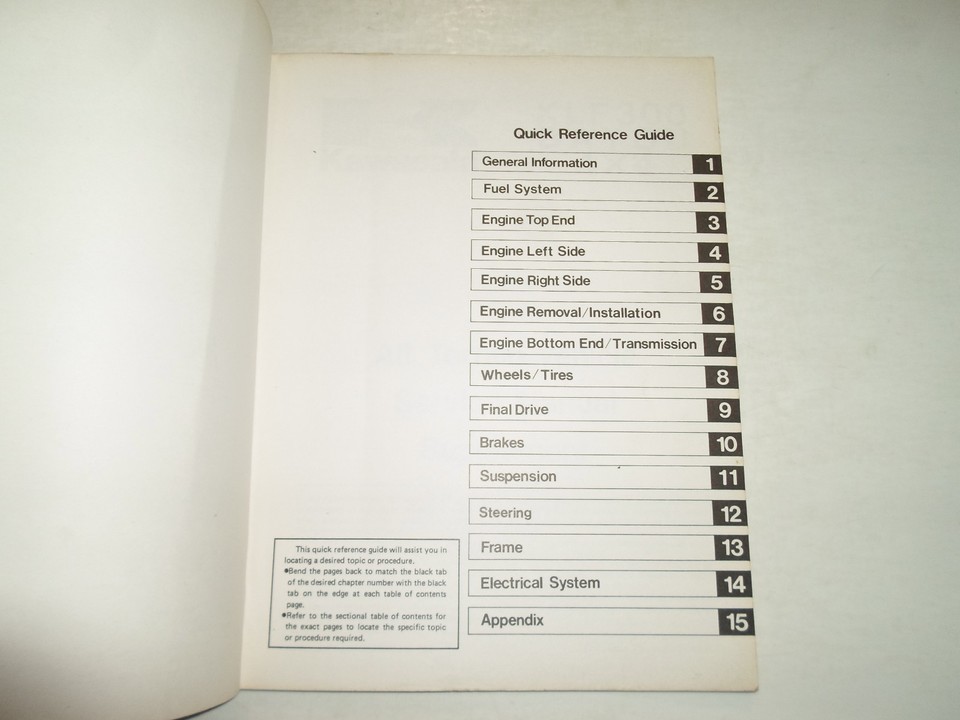 Quick Reference Guide
General Information 1
Fuel System 2
Engine Top End 3
Engine Left Side 4
Engine Right Side 5
Engine Removal/Installation 6
Engine Bottom End/Transmission 7
Wheels/Tires 8
Final Drive 9
Brakes 10
Suspension 11
Steering 12
Frame 13
Electrical System 14
Appendix 15
This quick reference guide will assist you in
locating a desired topic or procedure.
●Bend the pages back to match the black tab
of the desired chapter number with the black
tab on the edge at each table of contents
page.
●Refer to the sectional table of contents for
the exact pages to locate the specific topic
or procedure required.